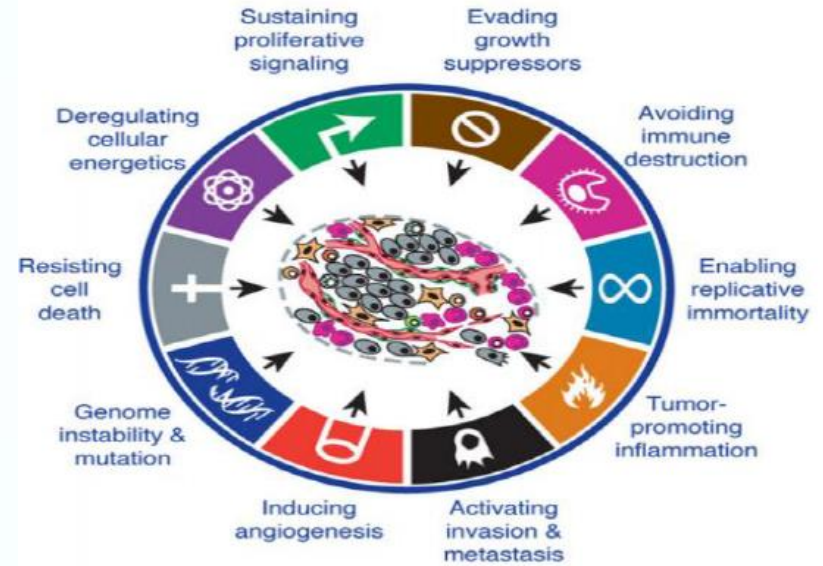 Sustaining
proliferative
signaling
Evading
growth
suppressors
Avoiding
immune
destruction
Enabling
replicative
immortality
Tumor-
promoting
inflammation
Activating
invasion &
metastasis
Inducing
angiogenesis
Genome
instability &
mutation
Resisting
cell
death
Deregulating
cellular
energetics